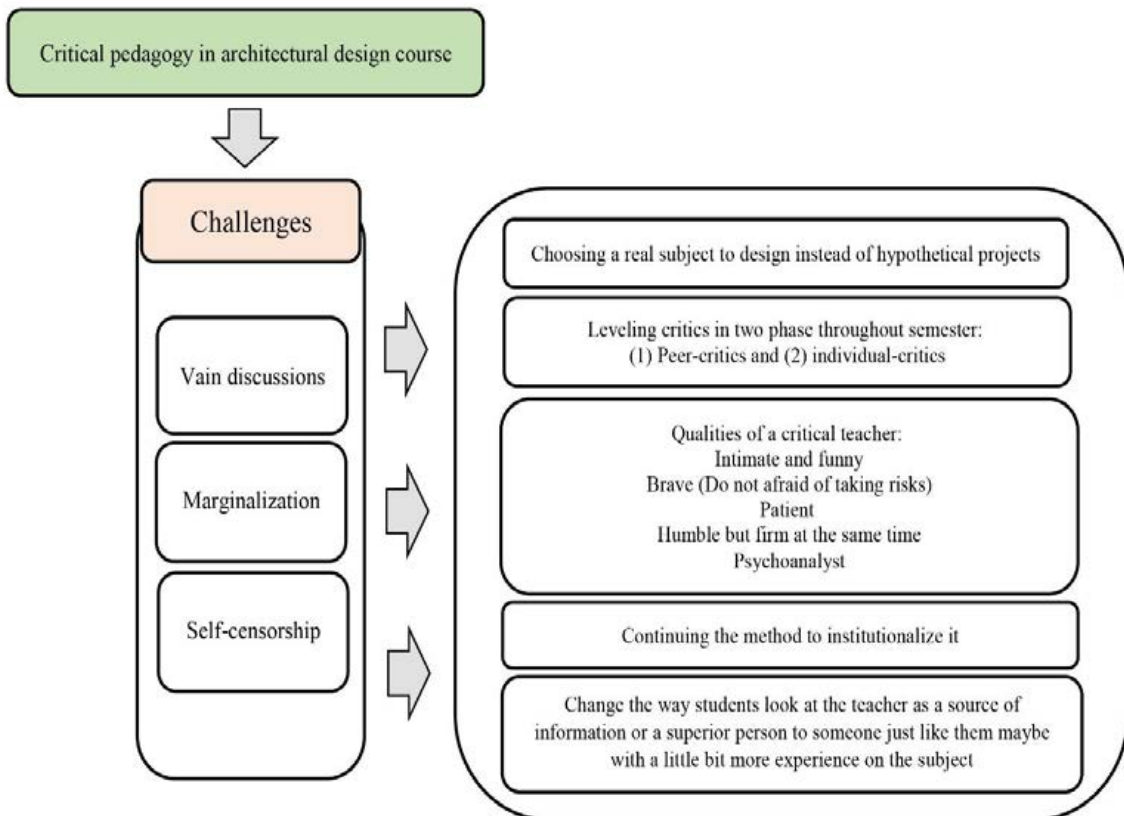 Critical pedagogy in architectural design course
Challenges
Vain discussions
Marginalization
Self-censorship
Choosing a real subject to design instead of hypothetical projects
Leveling critics in two phase throughout semester:
(1) Peer-critics and (2) individual-critics
Qualities of a critical teacher:
Intimate and funny
Brave (Do not afraid of taking risks)
Patient
Humble but firm at the same time
Psychoanalyst
Continuing the method to institutionalize it
Change the way students look at the teacher as a source of
information or a superior person to someone just like them maybe
with a little bit more experience on the subject